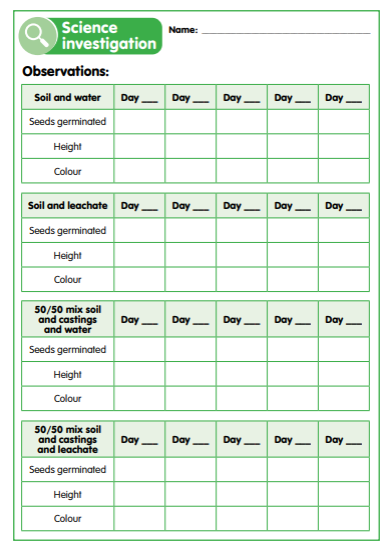 Science
investigation
Name: ___
Observations:
Soil and water Day ___ Day ___ Day ___ Day ___ Day ___
Seeds germinated
Height
Colour
Soil and leachate Day ___ Day ___ Day ___ Day ___ Day ___
Seeds germinated
Height
Colour
50/50 mix soil
and castings
and water
Day ___ Day ___ Day ___ Day ___ Day ___
Seeds germinated
Height
Colour
50/50 mix soil
and castings
and leachate
Day ___ Day ___ Day ___ Day ___ Day ___
Seeds germinated
Height
Colour